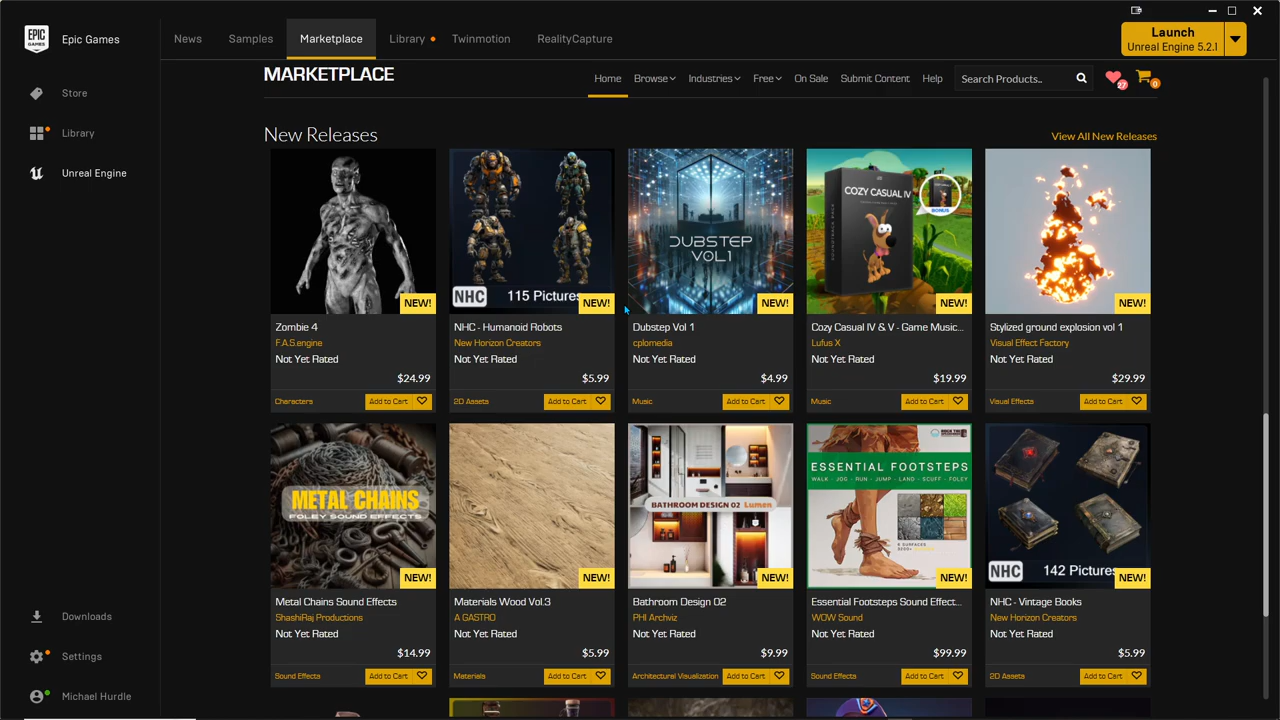 EPIC GAMES
Epic Games
News
Samples
Marketplace
Library
Twinmotion
RealityCapture
Launch
Unreal Engine 5.2.1
Store
Library
Unreal Engine
Downloads
Settings
Michael Hurdle
MARKETPLACE
Home
Browse
Industries
Free
On Sale
Submit Content
Help
Search Products..
27
0
New Releases
View All New Releases
NEW!
Zombie 4
F.A.S.engine
Not Yet Rated
$24.99
Characters
Add to Cart
NHC
115 Pictures
NEW!
NHC - Humanoid Robots
New Horizon Creators
Not Yet Rated
$5.99
2D Assets
Add to Cart
DUBSTEP
VOL1
NEW!
Dubstep Vol 1
cplomedia
Not Yet Rated
$4.99
Music
Add to Cart
COZY CASUAL IV
BONUS
NEW!
Cozy Casual IV & V - Game Music...
Lufus X
Not Yet Rated
$19.99
Music
Add to Cart
NEW!
Stylized ground explosion vol 1
Visual Effect Factory
Not Yet Rated
$29.99
Visual Effects
Add to Cart
METAL CHAINS
FOLEY SOUND EFFECTS
NEW!
Metal Chains Sound Effects
ShashiRaj Productions
Not Yet Rated
$14.99
Sound Effects
Add to Cart
NEW!
Materials Wood Vol.3
A GASTRO
Not Yet Rated
$5.99
Materials
Add to Cart
BATHROOM DESIGN 02 Lumen
NEW!
Bathroom Design 02
PHI Archviz
Not Yet Rated
$9.99
Architectural Visualization
Add to Cart
ESSENTIAL FOOTSTEPS
WALK - JOG - RUN - JUMP - LAND - SCUFF - FOLEY
NEW!
Essential Footsteps Sound Effect...
WOW Sound
Not Yet Rated
$99.99
Sound Effects
Add to Cart
NHC
142 Pictures
NEW!
NHC - Vintage Books
New Horizon Creators
Not Yet Rated
$5.99
2D Assets
Add to Cart